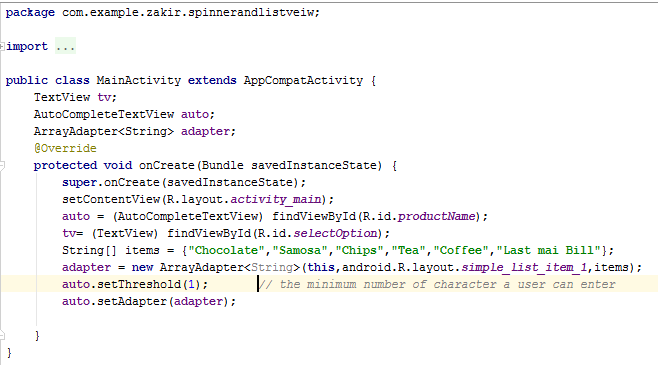 package com.example.zakir.spinnerandlistveiw;
import ...
public class MainActivity extends AppCompatActivity {
TextView tv;
AutoCompleteTextView auto;
ArrayAdapter<String> adapter;
@Override
protected void onCreate(Bundle savedInstanceState) {
super.onCreate(savedInstanceState);
setContentView(R.layout.activity_main);
auto = (AutoCompleteTextView) findViewById(R.id.productName);
tv= (TextView) findViewById(R.id.selectOption);
String[] items = {"Chocolate","Samosa","Chips","Tea","Coffee","Last mai Bill"};
adapter = new ArrayAdapter<String>(this,android.R.layout.simple_list_item_1,items);
auto.setThreshold(1); // the minimum number of character a user can enter
auto.setAdapter(adapter);
}
}